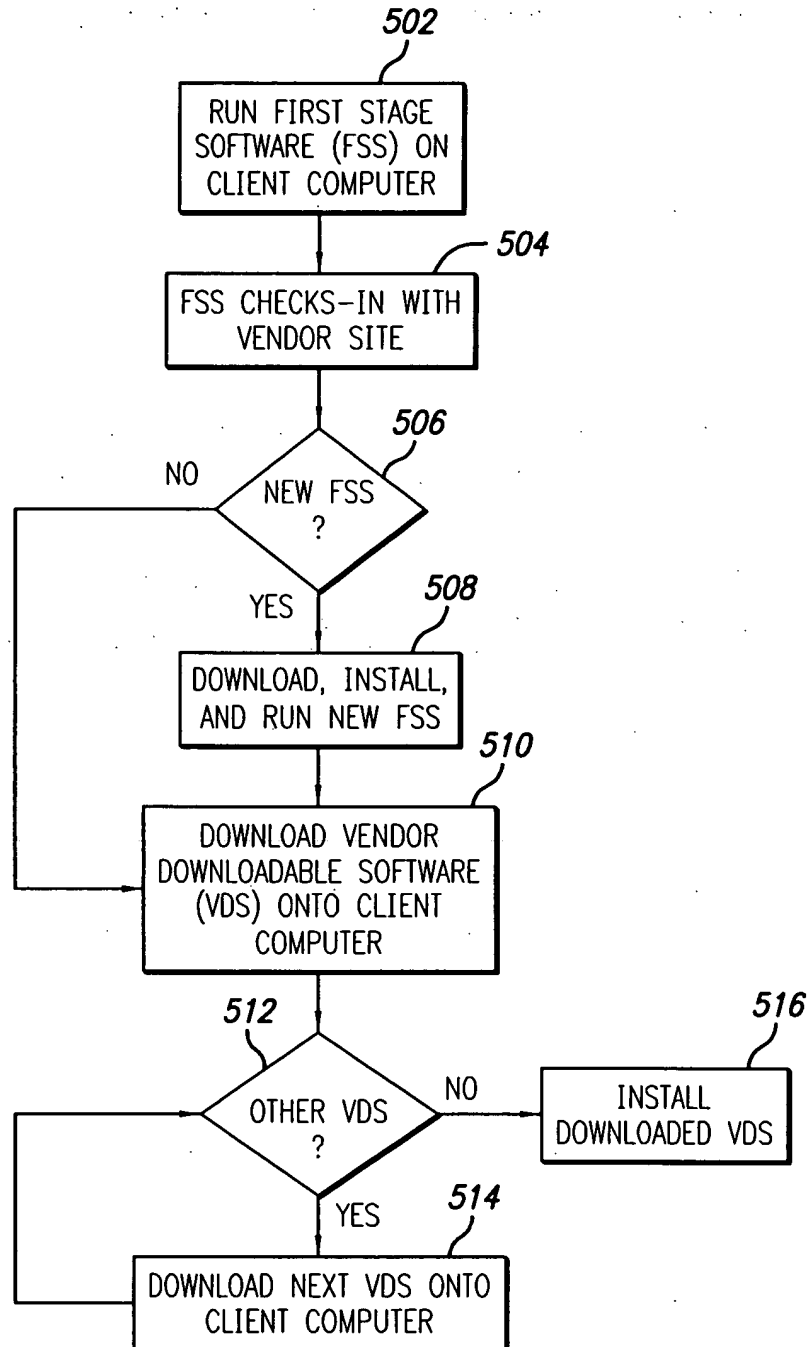 502
RUN FIRST STAGE
SOFTWARE (FSS) ON
CLIENT COMPUTER
504
FSS CHECKS-IN WITH
VENDOR SITE
506
NO
NEW FSS
?
YES
508
DOWNLOAD, INSTALL,
AND RUN NEW FSS
510
DOWNLOAD VENDOR
DOWNLOADABLE SOFTWARE
(VDS) ONTO CLIENT
COMPUTER
512
OTHER VDS
?
NO
516
INSTALL
DOWNLOADED VDS
YES
514
DOWNLOAD NEXT VDS ONTO
CLIENT COMPUTER